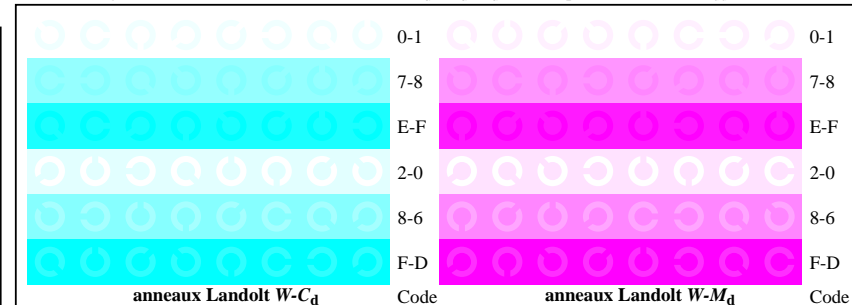 0-1 0-1
7-8 7-8
E-F E-F
2-0 2-0
8-6 8-6
F-D F-D
anneaux Landolt W-Cd Code anneaux Landolt W-Md Code